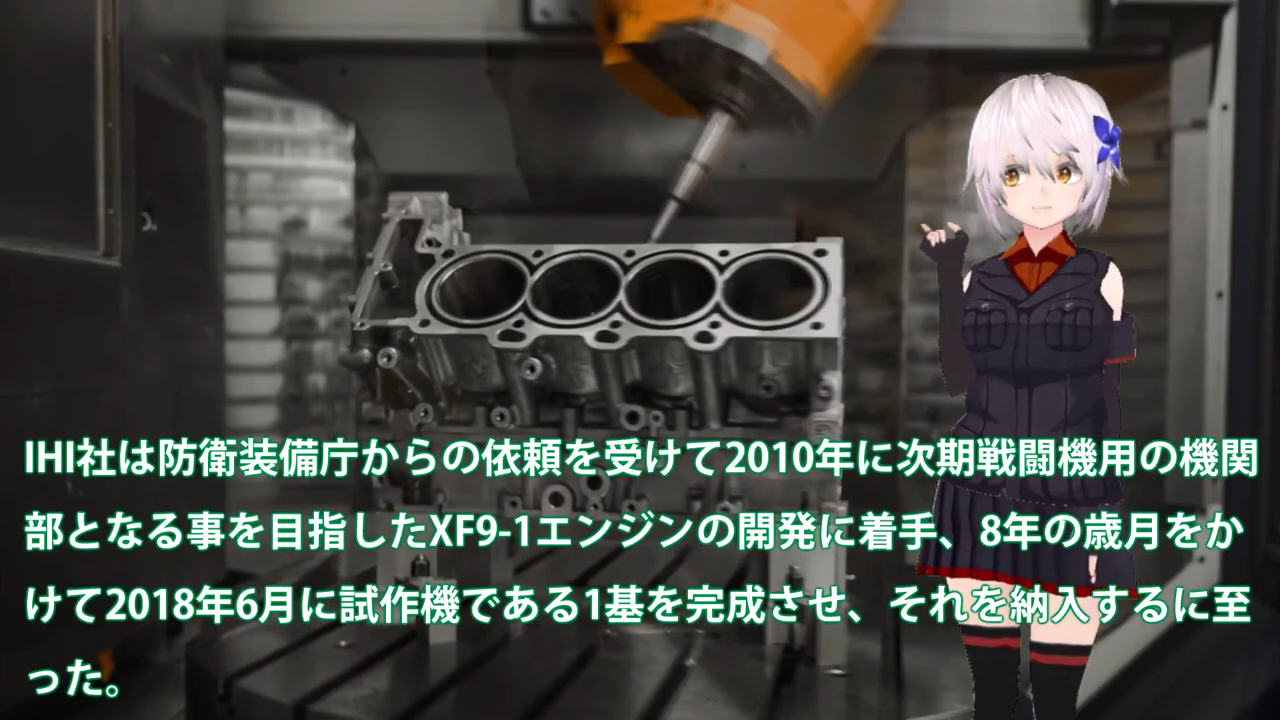 IHI社は防衛装備庁からの依頼を受けて2010年に次期戦闘機用の機関
部となる事を目指したXF9-1エンジンの開発に着手、8年の歳月をか
けて2018年6月に試作機である1基を完成させ、それを納入するに至
った。